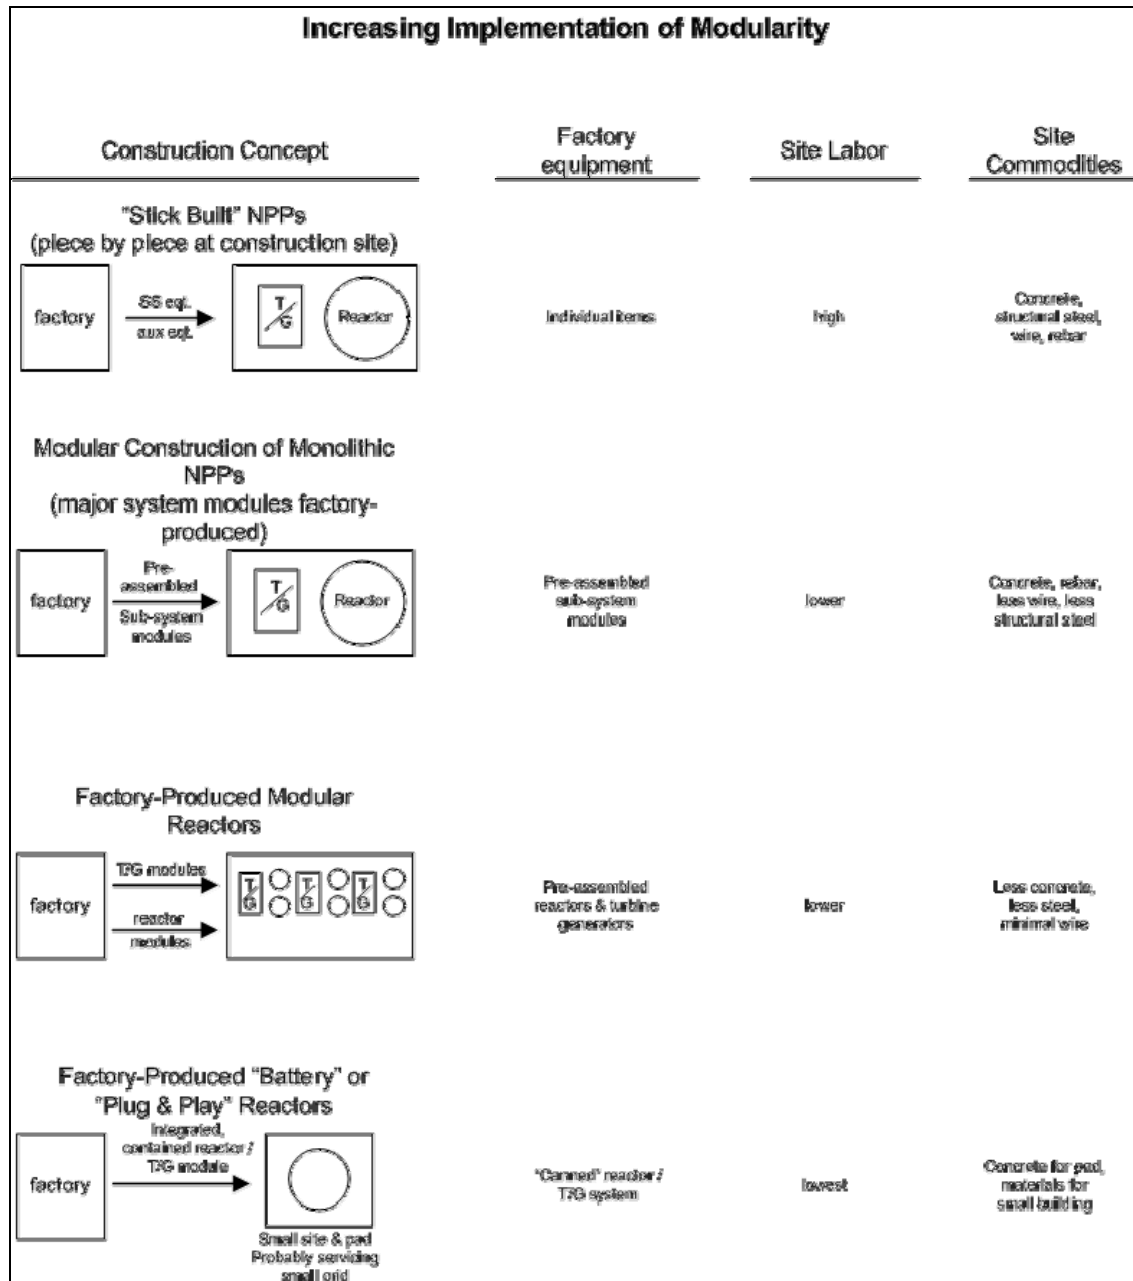 Increasing Implementation of Modularity
Construction Concept
Factory
equipment
Site Labor
Site
Commodities
"Stick Built" NPPs
(piece by piece at construction site)
factory
SS eqt.
aux eqt.
T/G
Reactor
Individual items
high
Concrete,
structural steel,
wire, rebar
Modular Construction of Monolithic
NPPs
(major system modules factory-
produced)
factory
Pre-
assembled
Sub-system
modules
T/G
Reactor
Pre-assembled
sub-system
modules
lower
Concrete, rebar,
less wire, less
structural steel
Factory-Produced Modular
Reactors
factory
T/G modules
reactor
modules
T/G
T/G
T/G
Pre-assembled
reactors & turbine
generators
lower
Less concrete,
less steel,
minimal wire
Factory-Produced "Battery" or
"Plug & Play" Reactors
factory
Integrated,
contained reactor /
T/G module
Small site & pad
Probably servicing
small grid
"Canned" reactor /
T/G system
lowest
Concrete for pad,
materials for
small building